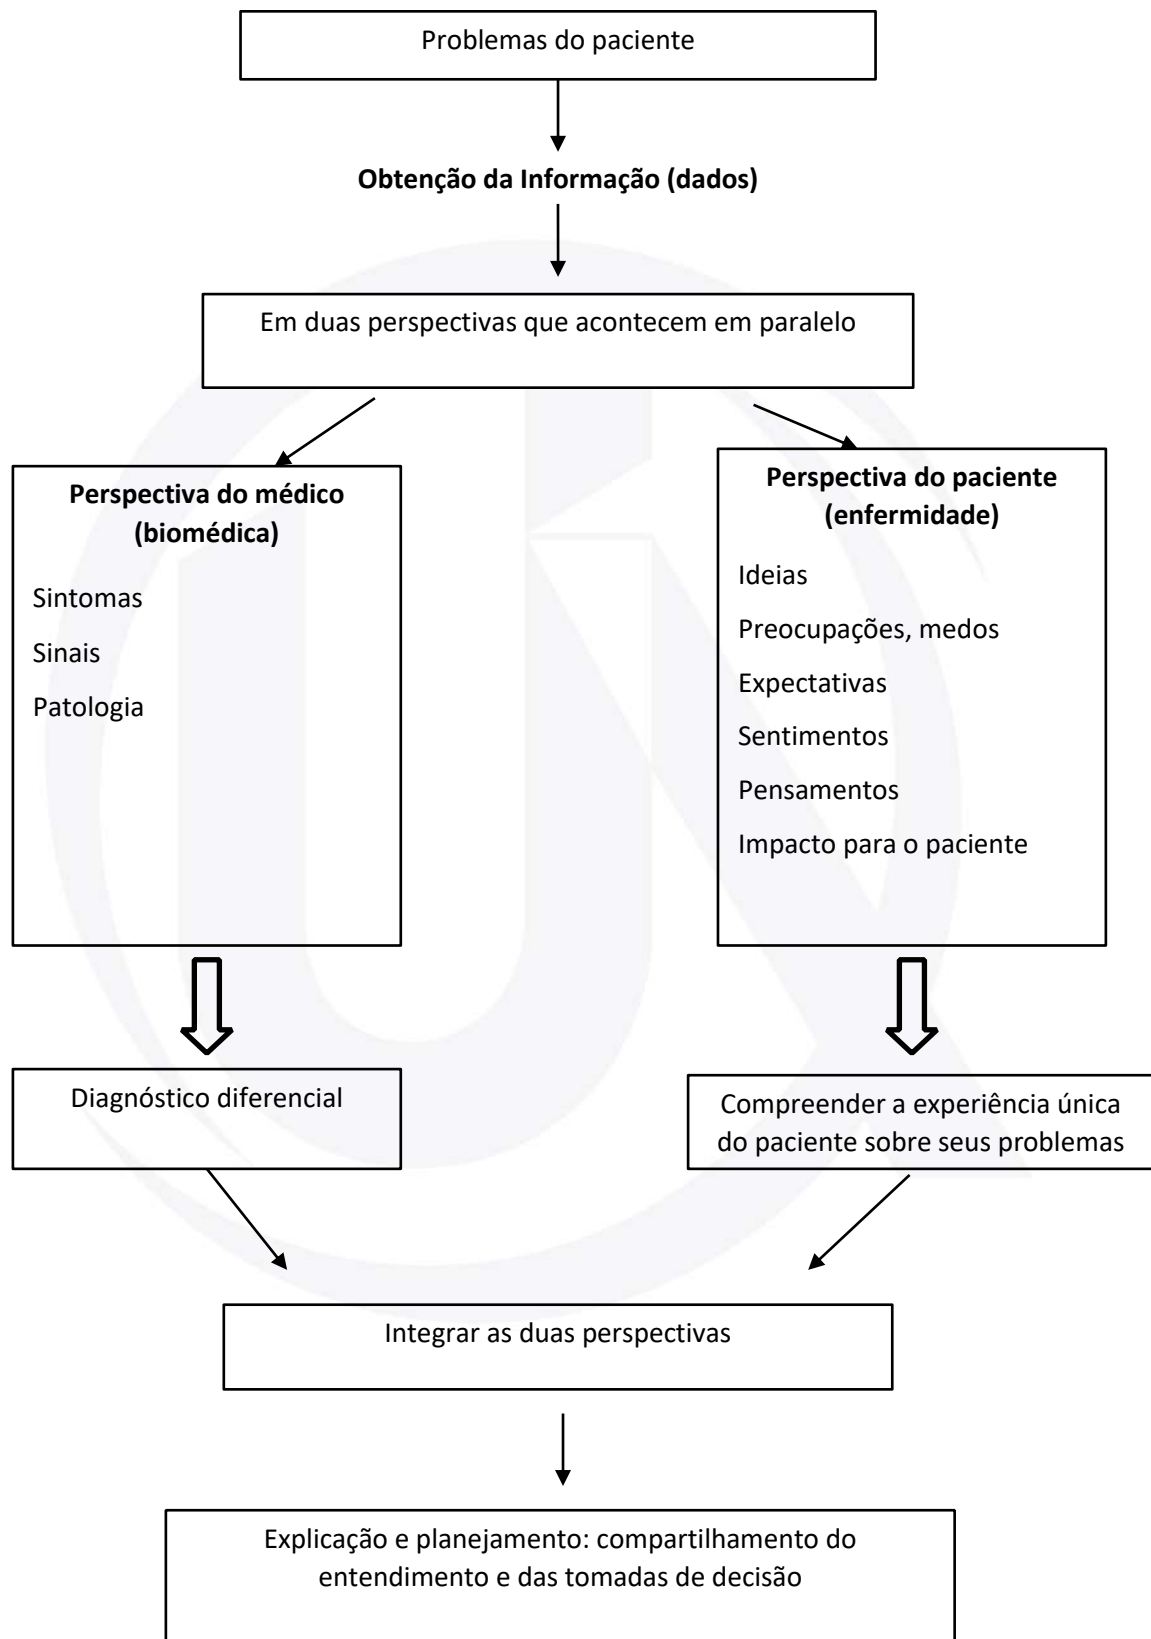 Problemas do paciente
Obtenção da Informação (dados)
Em duas perspectivas que acontecem em paralelo
Perspectiva do médico
(biomédica)
Sintomas
Sinais
Patologia
Perspectiva do paciente
(enfermidade)
Ideias
Preocupações, medos
Expectativas
Sentimentos
Pensamentos
Impacto para o paciente
Diagnóstico diferencial
Compreender a experiência única
do paciente sobre seus problemas
Integrar as duas perspectivas
Explicação e planejamento: compartilhamento do
entendimento e das tomadas de decisão